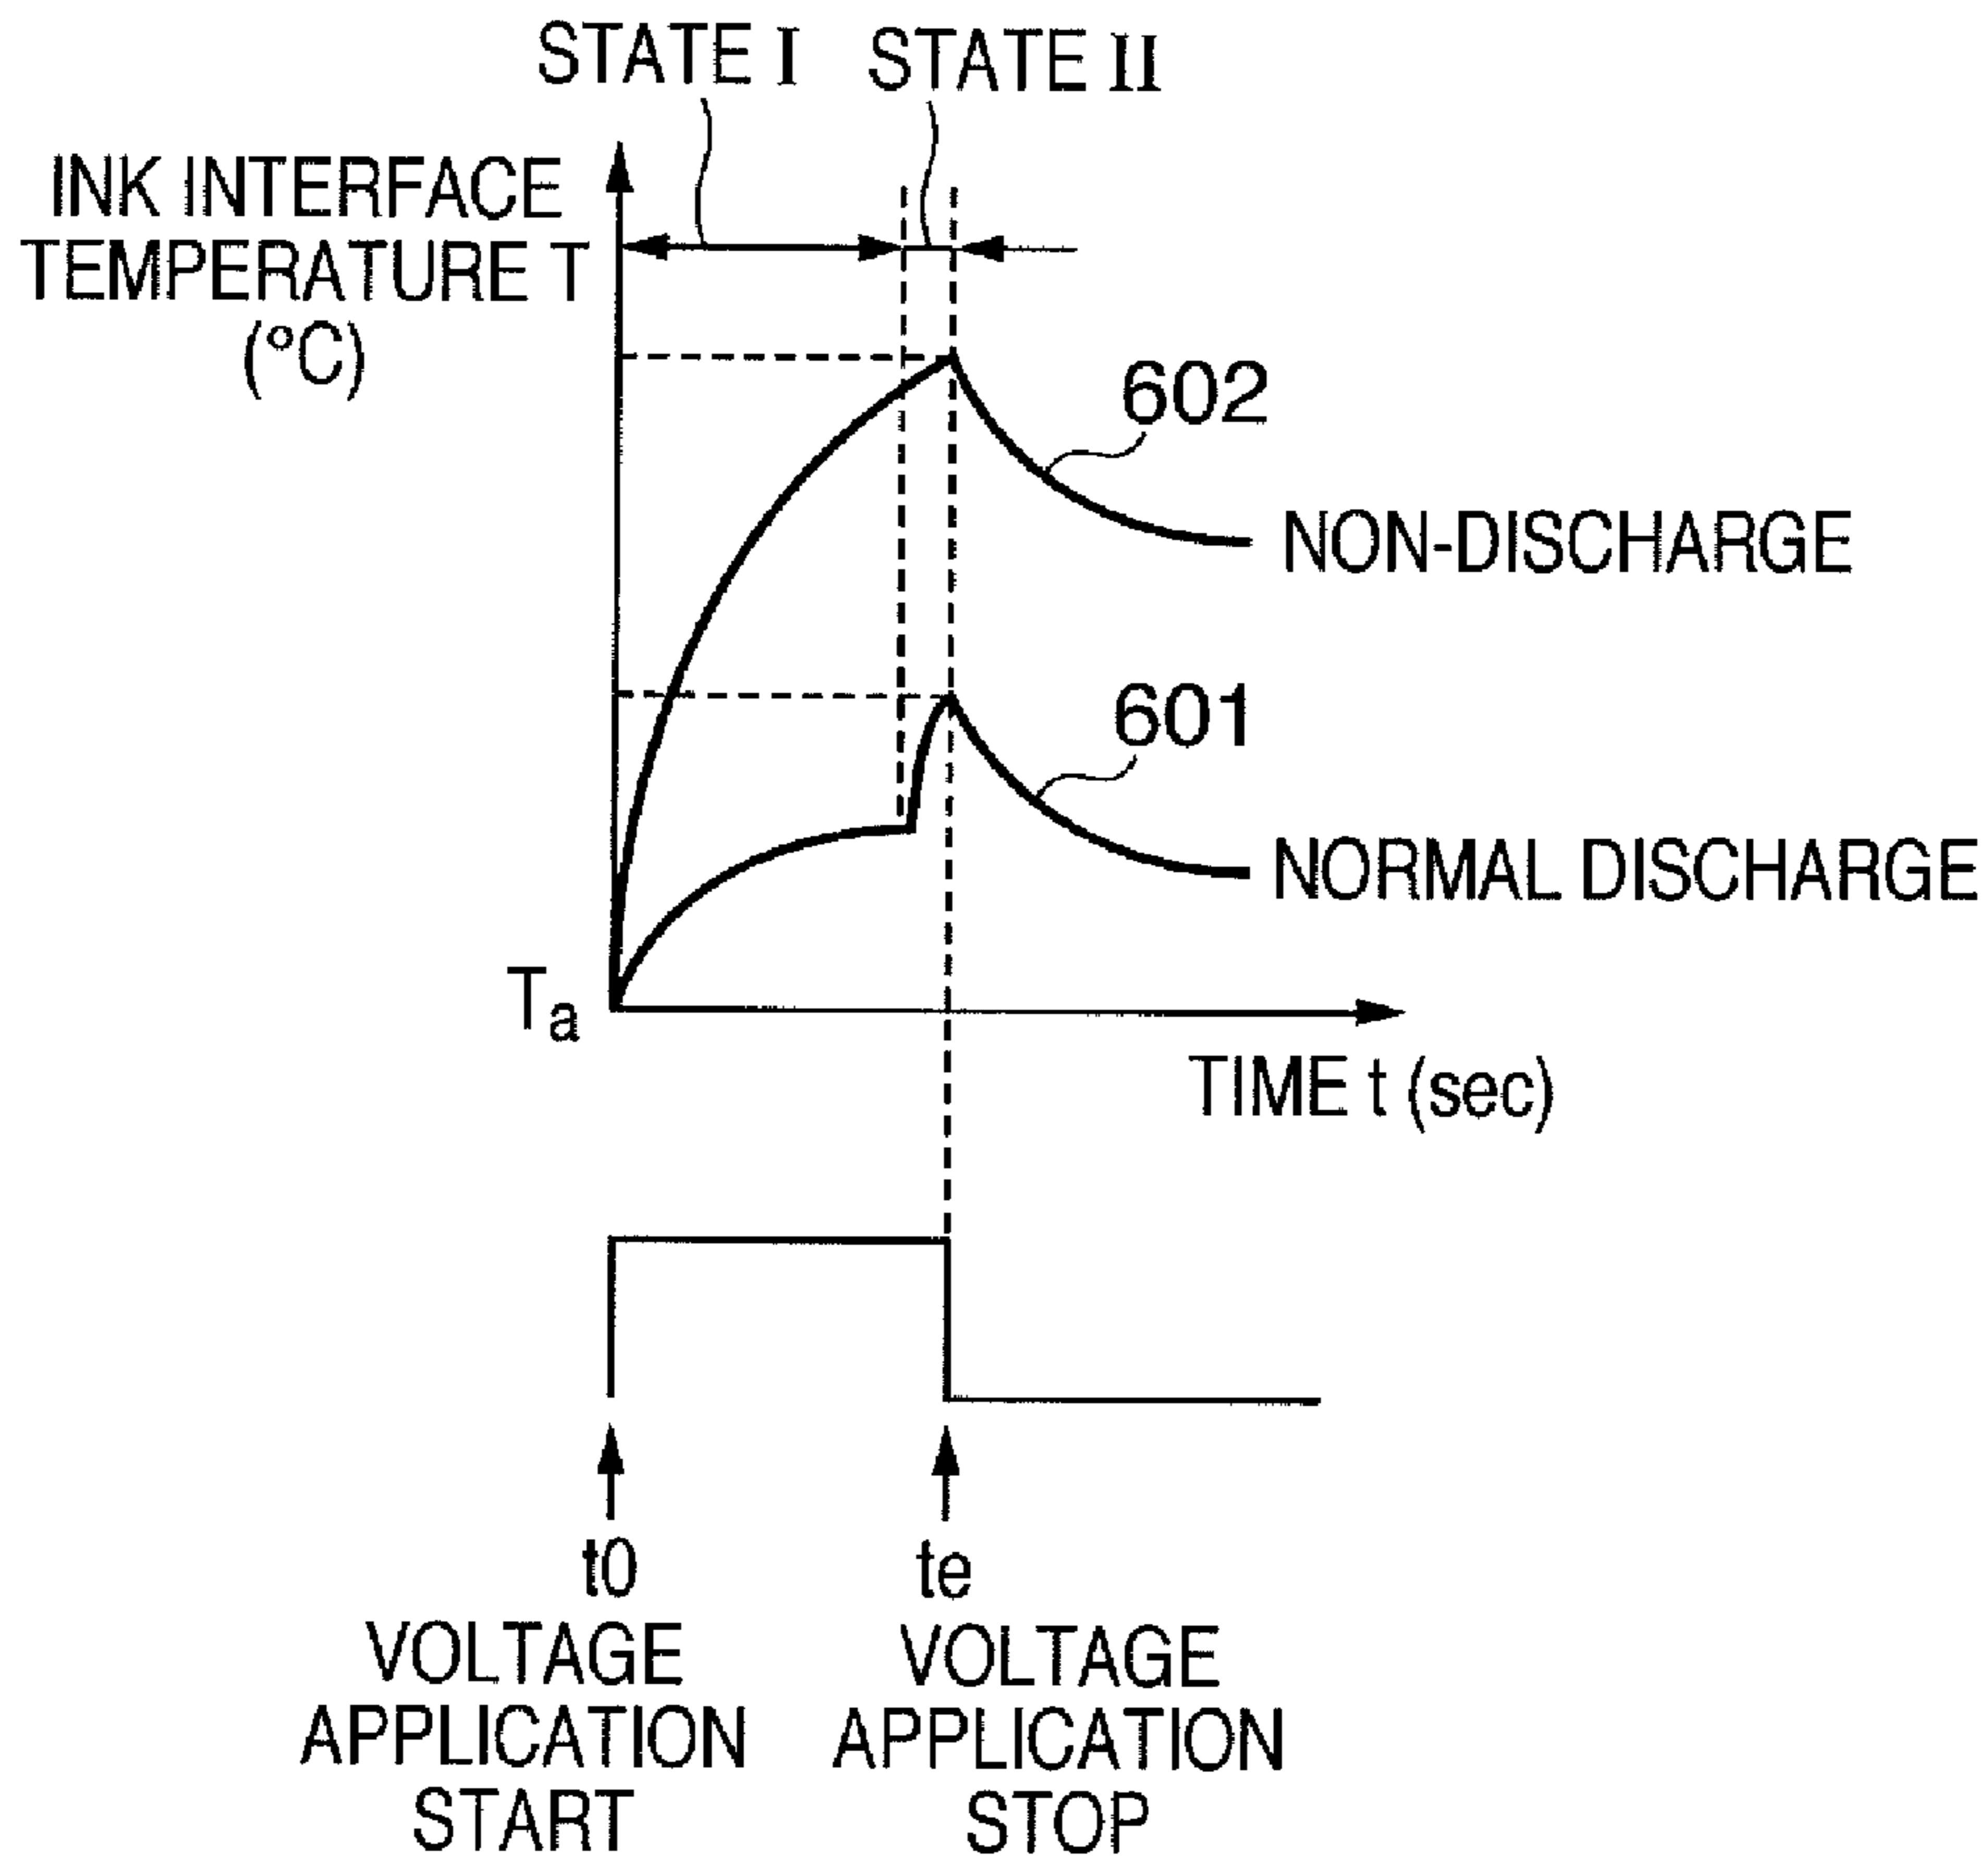 STATE I STATE II
INK INTERFACE
TEMPERATURE T
(°C)
602
NON-DISCHARGE
601
NORMAL DISCHARGE
Ta
TIME t (sec)
t0
VOLTAGE
APPLICATION
START
te
VOLTAGE
APPLICATION
STOP